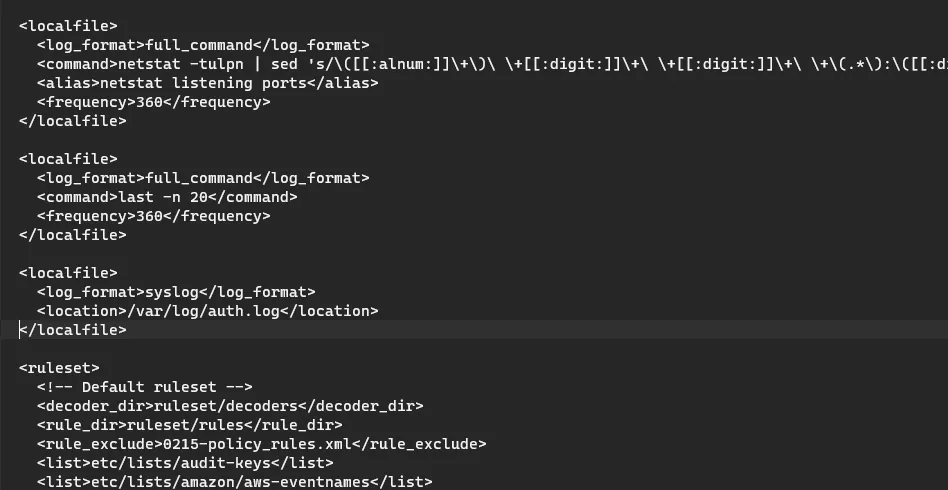 <localfile>
  <log_format>full_command</log_format>
  <command>netstat -tulpn | sed 's/\([[:alnum:]]\+\)\ \+[[:digit:]]\+\ \+[[:digit:]]\+\ \+\(.*\):\([[:d
  <alias>netstat listening ports</alias>
  <frequency>360</frequency>
</localfile>
<localfile>
  <log_format>full_command</log_format>
  <command>last -n 20</command>
  <frequency>360</frequency>
</localfile>
<localfile>
  <log_format>syslog</log_format>
  <location>/var/log/auth.log</location>
</localfile>
<ruleset>
  <!-- Default ruleset -->
  <decoder_dir>ruleset/decoders</decoder_dir>
  <rule_dir>ruleset/rules</rule_dir>
  <rule_exclude>0215-policy_rules.xml</rule_exclude>
  <list>etc/lists/audit-keys</list>
  <list>etc/lists/amazon/aws-eventnames</list>